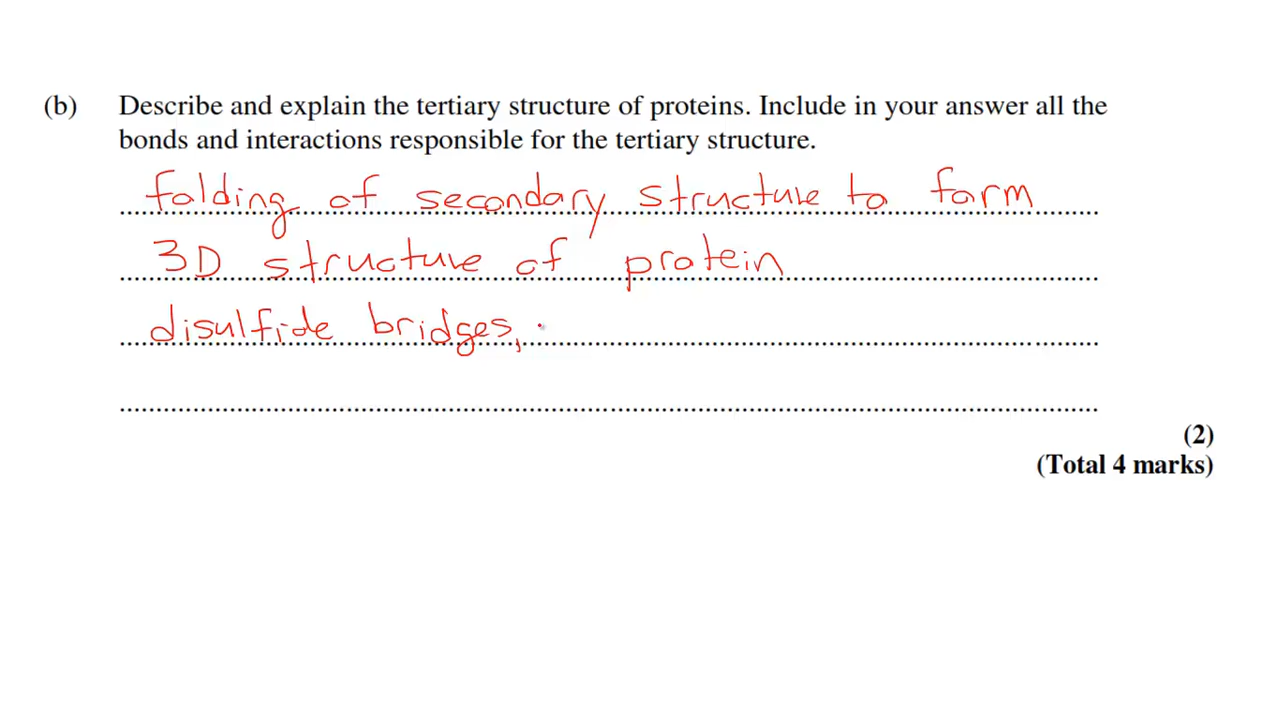 (b) Describe and explain the tertiary structure of proteins. Include in your answer all the
bonds and interactions responsible for the tertiary structure.
folding of secondary structure to form
3D structure of protein
disulfide bridges,
(2)
(Total 4 marks)